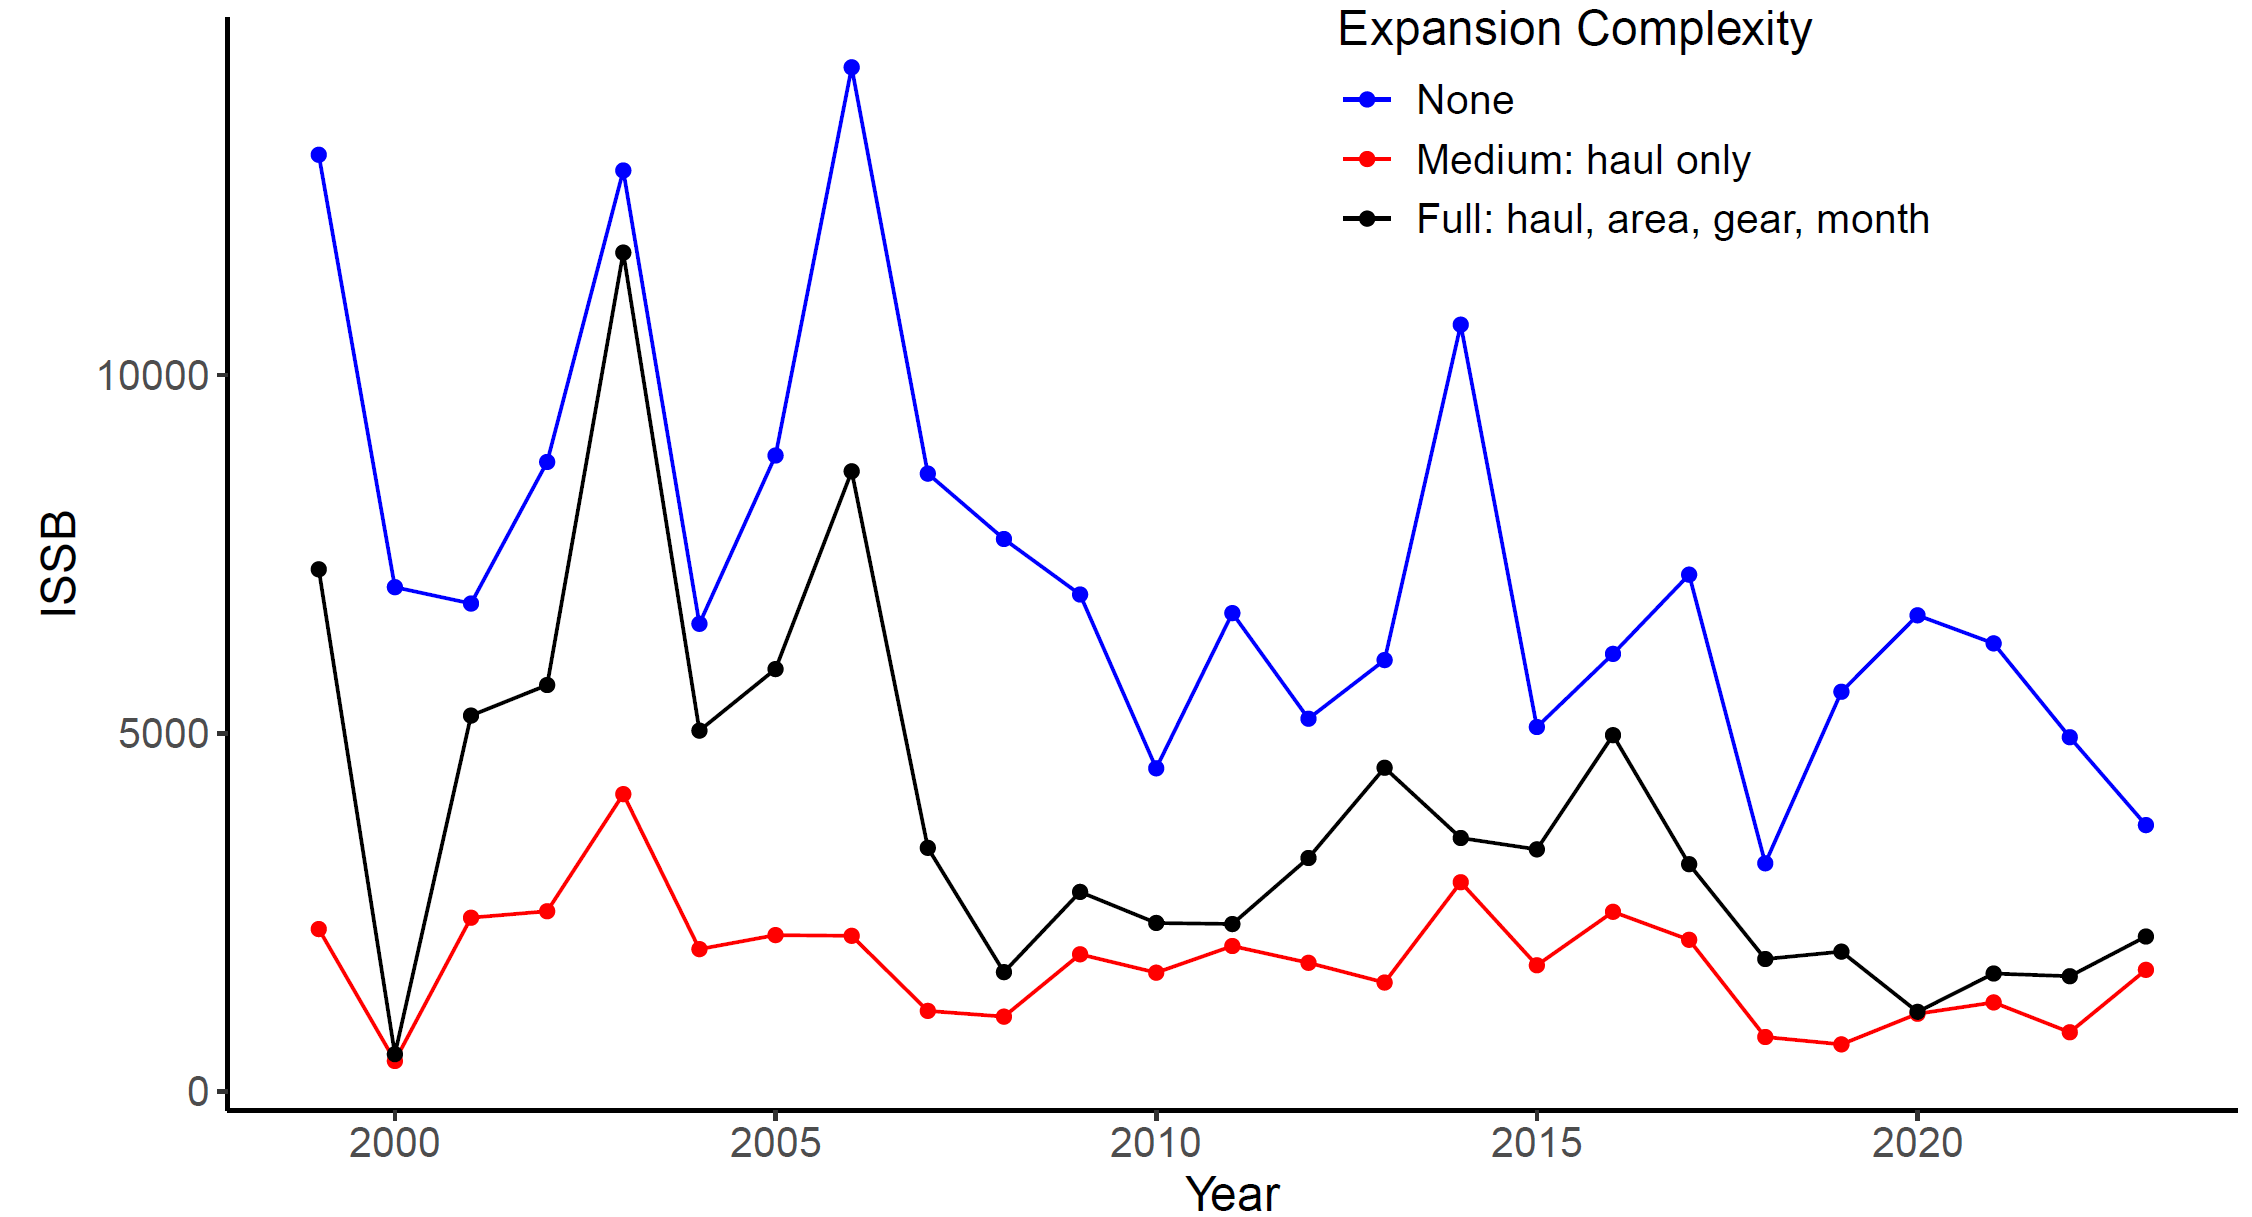 Expansion Complexity
None
Medium: haul only
Full: haul, area, gear, month
10000
5000
0
ISSB
2000 2005 2010 2015 2020
Year